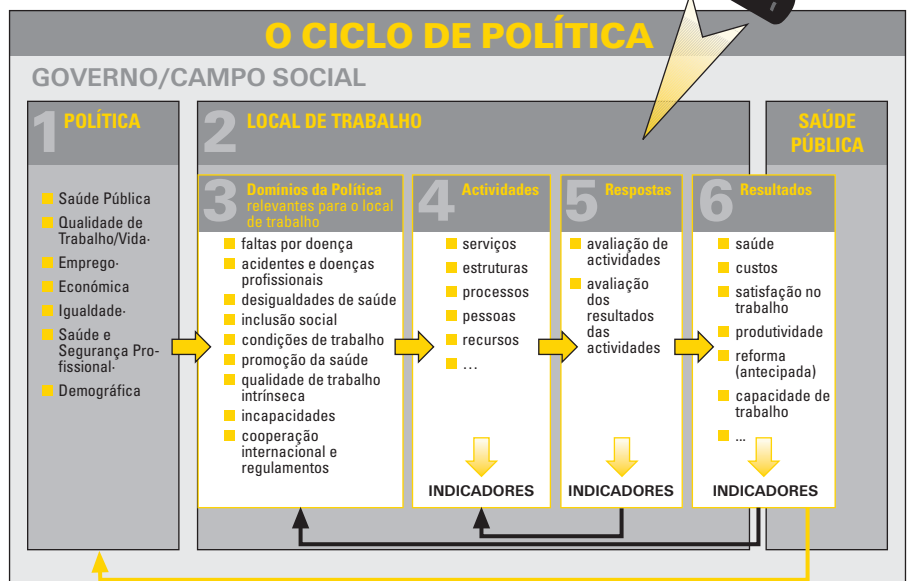 O CICLO DE POLÍTICA
GOVERNO/CAMPO SOCIAL
1 POLÍTICA
Saúde Pública
Qualidade de
Trabalho/Vida·
Emprego·
Económica
Igualdade·
Saúde e
Segurança Pro-
fissional·
Demográfica
2 LOCAL DE TRABALHO
3 Domínios da Política
relevantes para o local
de trabalho
faltas por doença
acidentes e doenças
profissionais
desigualdades de saúde
inclusão social
condições de trabalho
promoção da saúde
qualidade de trabalho
intrínseca
incapacidades
cooperação
internacional e
regulamentos
4 Actividades
serviços
estruturas
processos
pessoas
recursos
...
INDICADORES
5 Respostas
avaliação de
actividades
avaliação
dos
resultados
das
actividades
INDICADORES
SAÚDE
PÚBLICA
6 Resultados
saúde
custos
satisfação no
trabalho
produtividade
reforma
(antecipada)
capacidade de
trabalho
...
INDICADORES